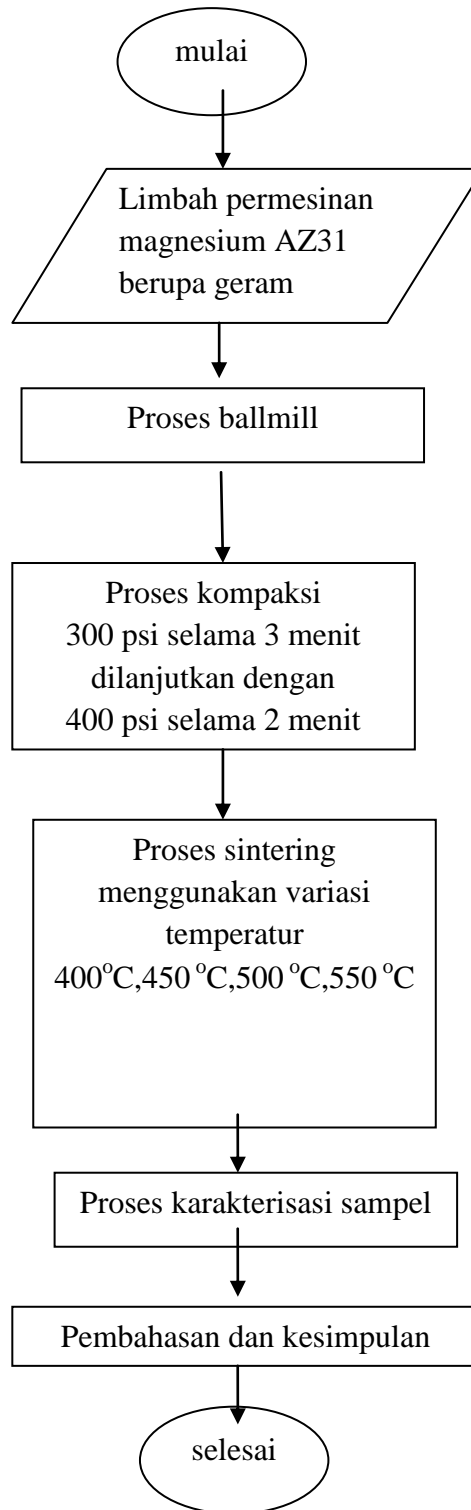 mulai
Limbah permesinan
magnesium AZ31
berupa geram
Proses ballmill
Proses kompaksi
300 psi selama 3 menit
dilanjutkan dengan
400 psi selama 2 menit
Proses sintering
menggunakan variasi
temperatur
400°C,450 °C,500 °C,550 °C
Proses karakterisasi sampel
Pembahasan dan kesimpulan
selesai